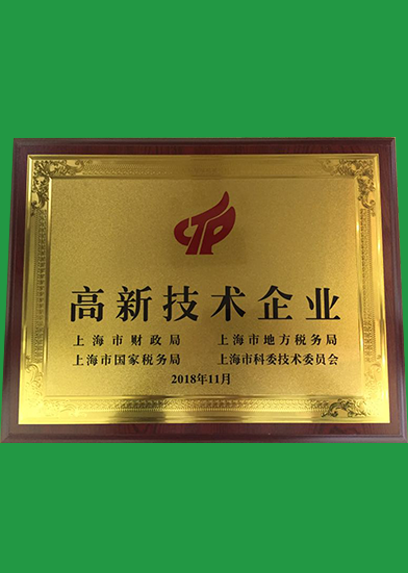 高新技术企业
上海市财政局 上海市地方税务局
上海市国家税务局 上海市科委技术委员会
2018年11月